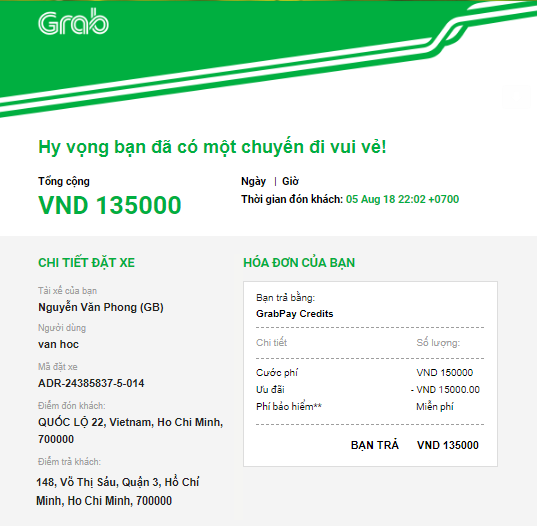 Grab
Hy vọng bạn đã có một chuyến đi vui vẻ!
Tổng cộng
VND 135000
Ngày | Giờ
Thời gian đón khách: 05 Aug 18 22:02 +0700
CHI TIẾT ĐẶT XE
Tài xế của bạn
Nguyễn Văn Phong (GB)
Người dùng
van hoc
Mã đặt xe
ADR-24385837-5-014
Điểm đón khách:
QUỐC LỘ 22, Vietnam, Ho Chi Minh,
700000
Điểm trả khách:
148, Võ Thị Sáu, Quận 3, Hồ Chí
Minh, Ho Chi Minh, 700000
HÓA ĐƠN CỦA BẠN
Bạn trả bằng:
GrabPay Credits
Chi tiết Số lượng:
Cước phí VND 150000
Ưu đãi - VND 15000.00
Phí bảo hiểm** Miễn phí
BẠN TRẢ VND 135000